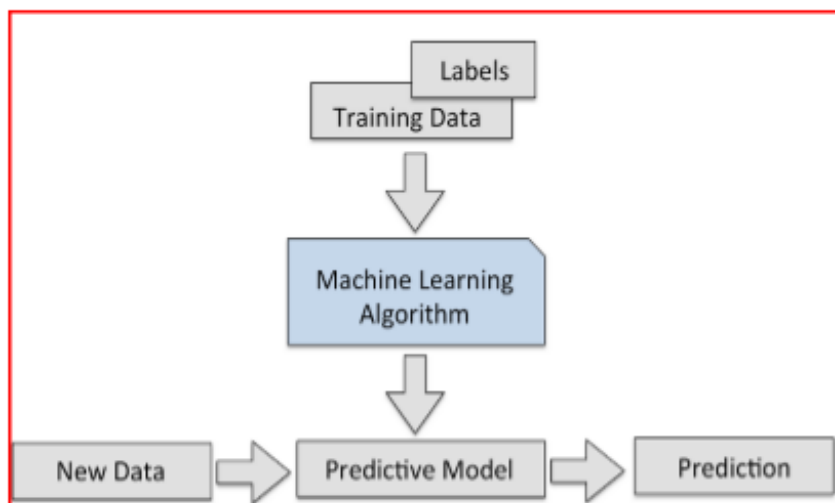 Labels
Training Data
Machine Learning
Algorithm
New Data
Predictive Model
Prediction